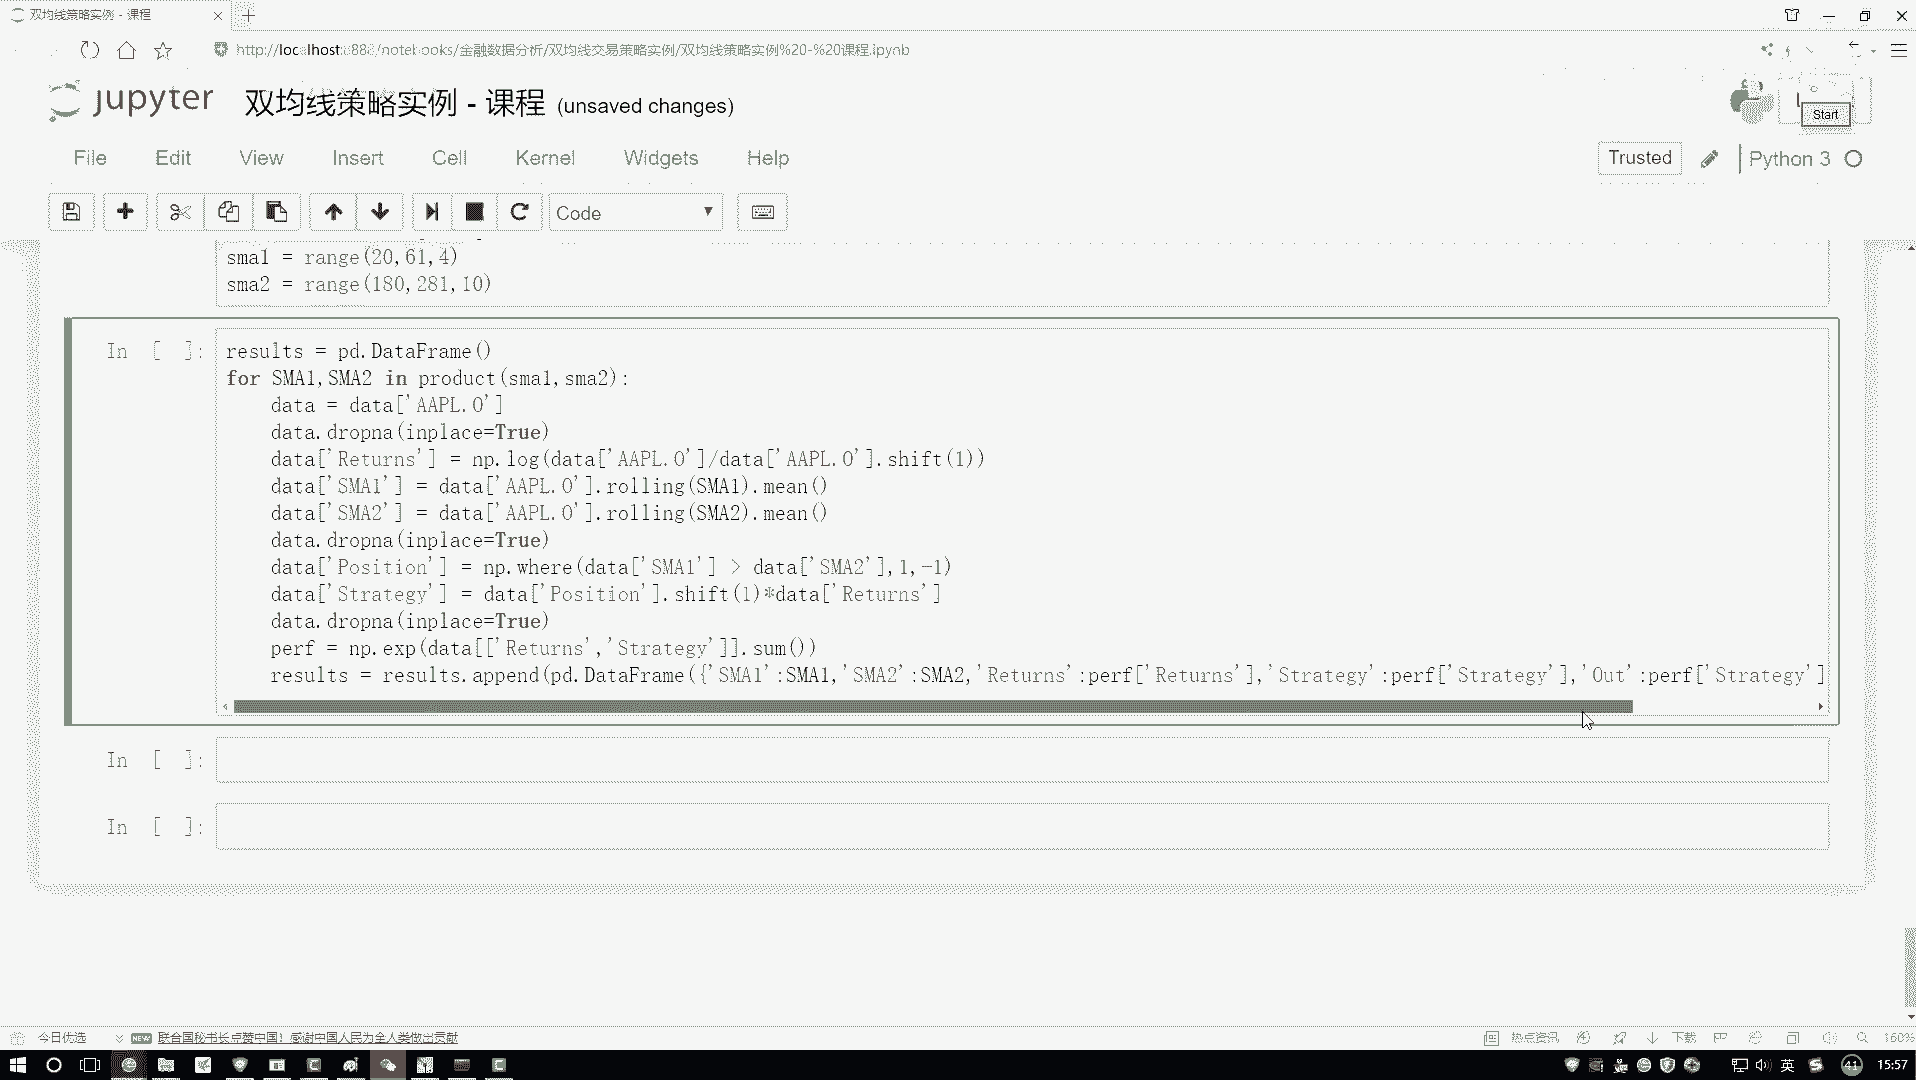 双均线策略实例 - 课程
http://localhost:888/notebooks/金融数据分析/双均线交易策略实例/双均线策略实例%20-%20课程.ipynb
jupyter 双均线策略实例 - 课程 (unsaved changes)
Start
File Edit View Insert Cell Kernel Widgets Help
Trusted Python 3
Code
sma1 = range(20,61,4)
sma2 = range(180,281,10)
In [ ]:
results = pd.DataFrame()
for SMA1,SMA2 in product(sma1,sma2):
    data = data['AAPL.O']
    data.dropna(inplace=True)
    data['Returns'] = np.log(data['AAPL.O']/data['AAPL.O'].shift(1))
    data['SMA1'] = data['AAPL.O'].rolling(SMA1).mean()
    data['SMA2'] = data['AAPL.O'].rolling(SMA2).mean()
    data.dropna(inplace=True)
    data['Position'] = np.where(data['SMA1'] > data['SMA2'],1,-1)
    data['Strategy'] = data['Position'].shift(1)*data['Returns']
    data.dropna(inplace=True)
    perf = np.exp(data[['Returns','Strategy']].sum())
    results = results.append(pd.DataFrame({'SMA1':SMA1,'SMA2':SMA2,'Returns':perf['Returns'],'Strategy':perf['Strategy'],'Out':perf['Strategy']
In [ ]:
In [ ]:
今日优选 NEW 联合国秘书长点赞中国！感谢中国人民为全人类做出贡献
热点资讯 下载 160%
英 41 15:57